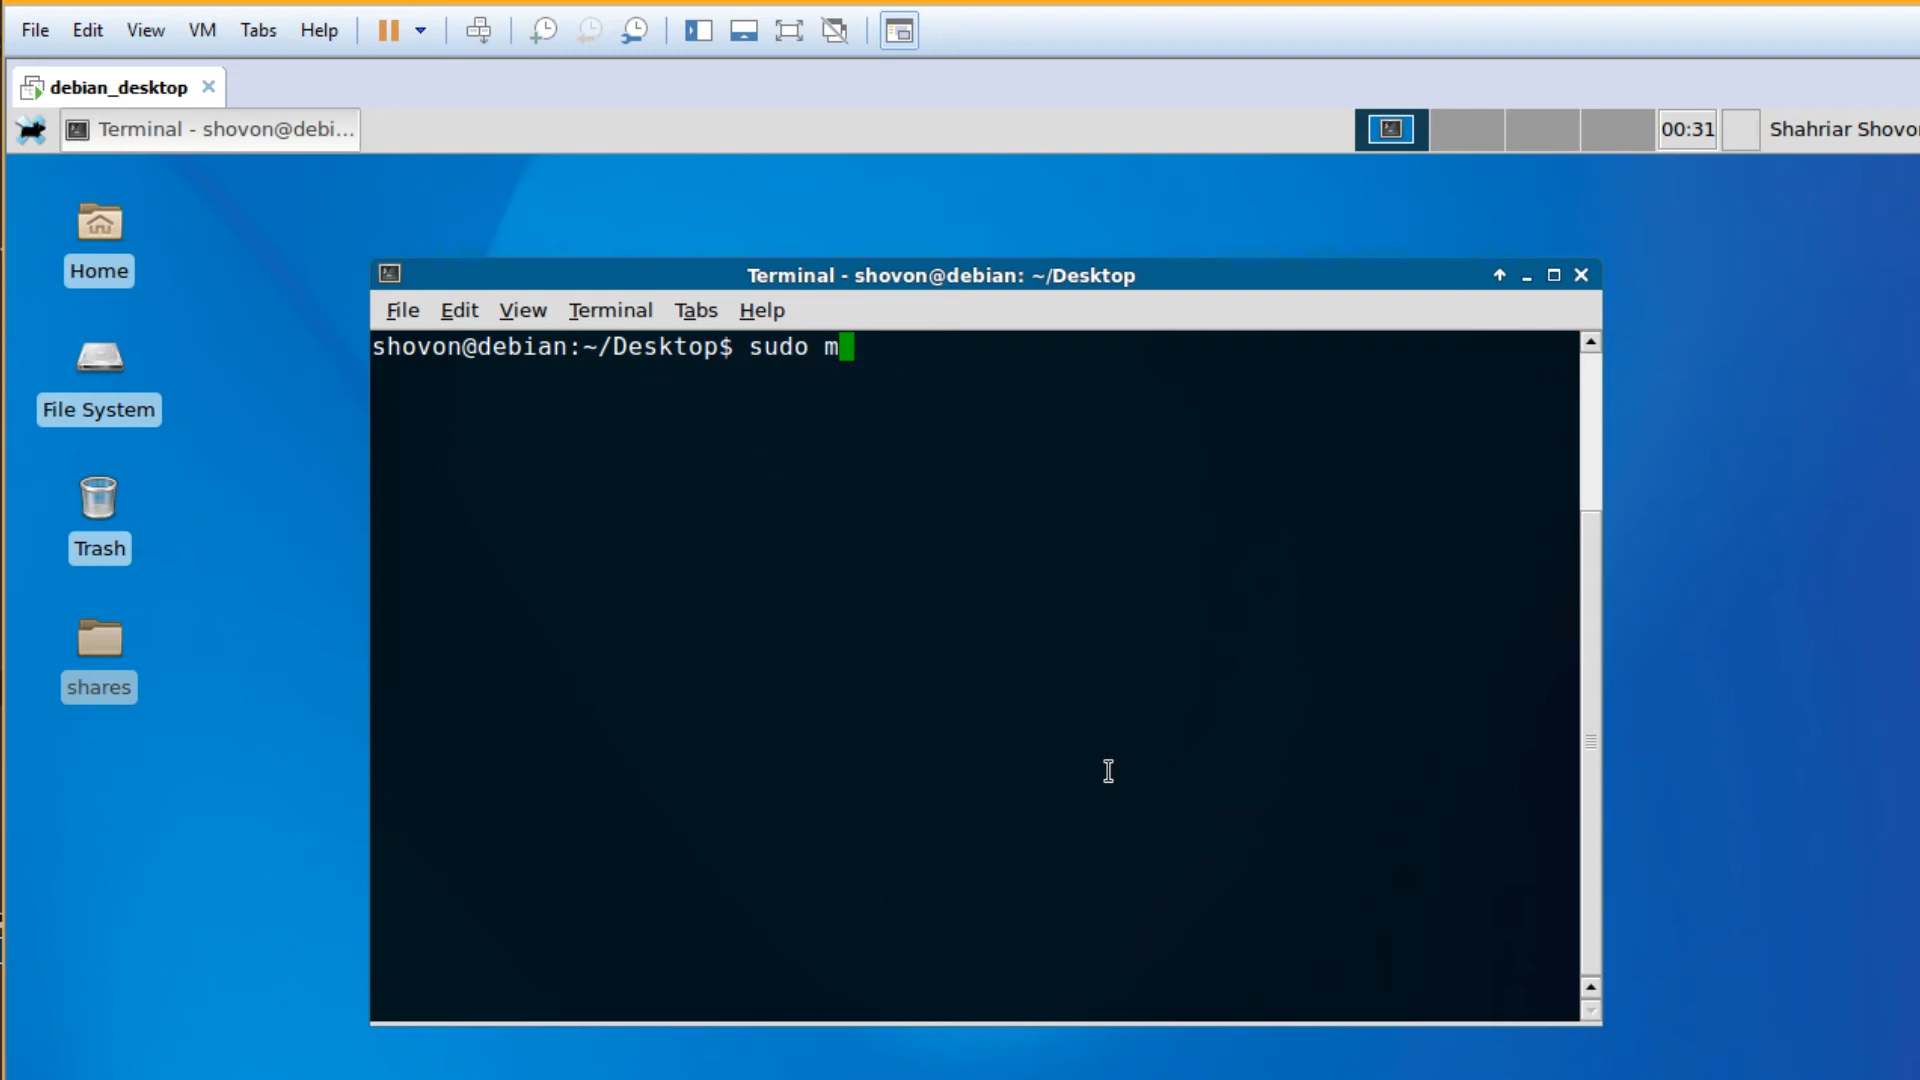 File Edit View VM Tabs Help
debian_desktop
Terminal - shovon@debi... 00:31 Shahriar Shovo
Home
Terminal - shovon@debian: ~/Desktop
File Edit View Terminal Tabs Help
shovon@debian:~/Desktop$ sudo m
File System
Trash
shares